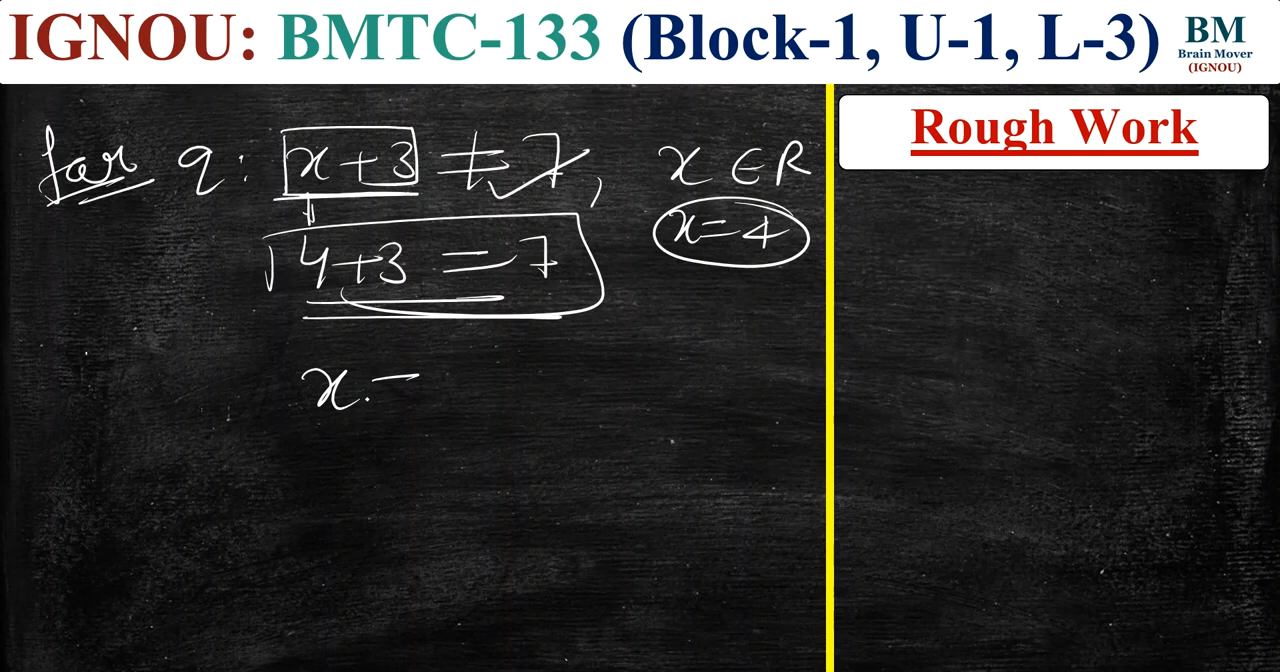 IGNOU: BMTC-133 (Block-1, U-1, L-3)
BM
Brain Mover
(IGNOU)
Rough Work
for q: x+3 ≠ 7, x ∈ R
x=4
4+3 = 7
x -